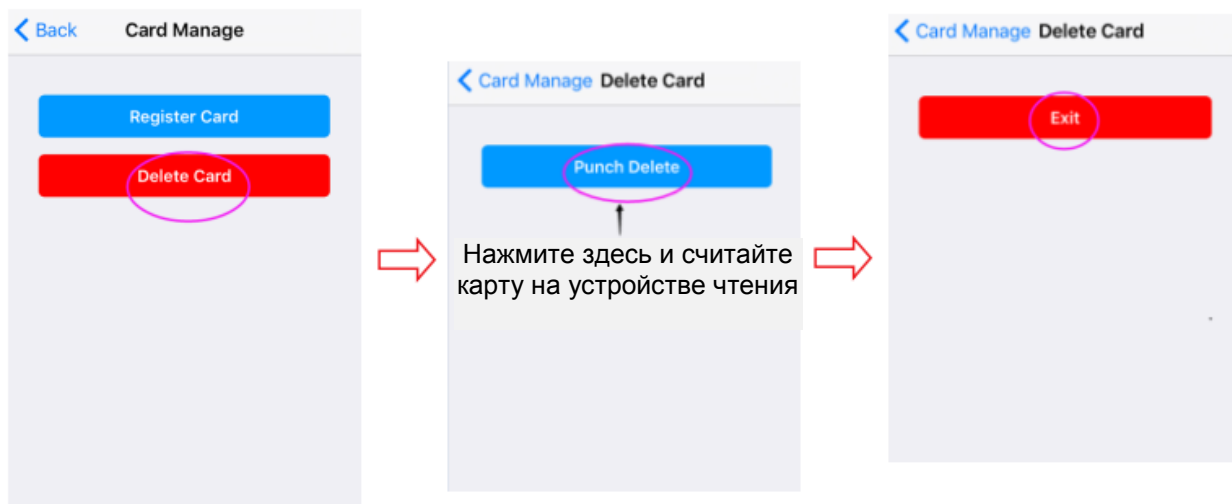 Back Card Manage
Register Card
Delete Card
Card Manage Delete Card
Punch Delete
Нажмите здесь и считайте
карту на устройстве чтения
Card Manage Delete Card
Exit